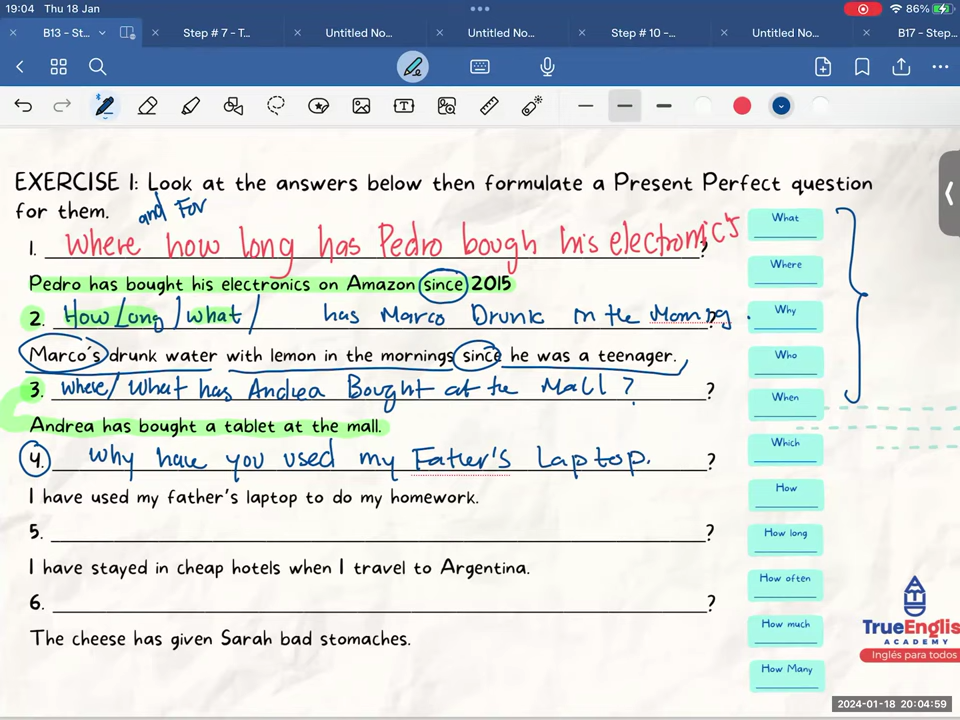 19:04 Thu 18 Jan
86%
B13 - St...
Step # 7 - T...
Untitled No...
Untitled No...
Step # 10 -...
Untitled No...
B17 - Step...
EXERCISE 1: Look at the answers below then formulate a Present Perfect question
for them.
and For
1. Where how long has Pedro bough his electronics ?
Pedro has bought his electronics on Amazon since 2015
2. How Long / what / has Marco Drunk in the Morning. ?
Marco's drunk water with lemon in the mornings since he was a teenager.
3. where / What has Andrea Bought at the Mall? ?
Andrea has bought a tablet at the mall.
4. why have you used my Father's Laptop. ?
I have used my father's laptop to do my homework.
5. ?
I have stayed in cheap hotels when I travel to Argentina.
6. ?
The cheese has given Sarah bad stomaches.
What
Where
Why
Who
When
Which
How
How long
How often
How much
How Many
TrueEnglis
ACADEMY
Inglés para todos
2024-01-18 20:04:59